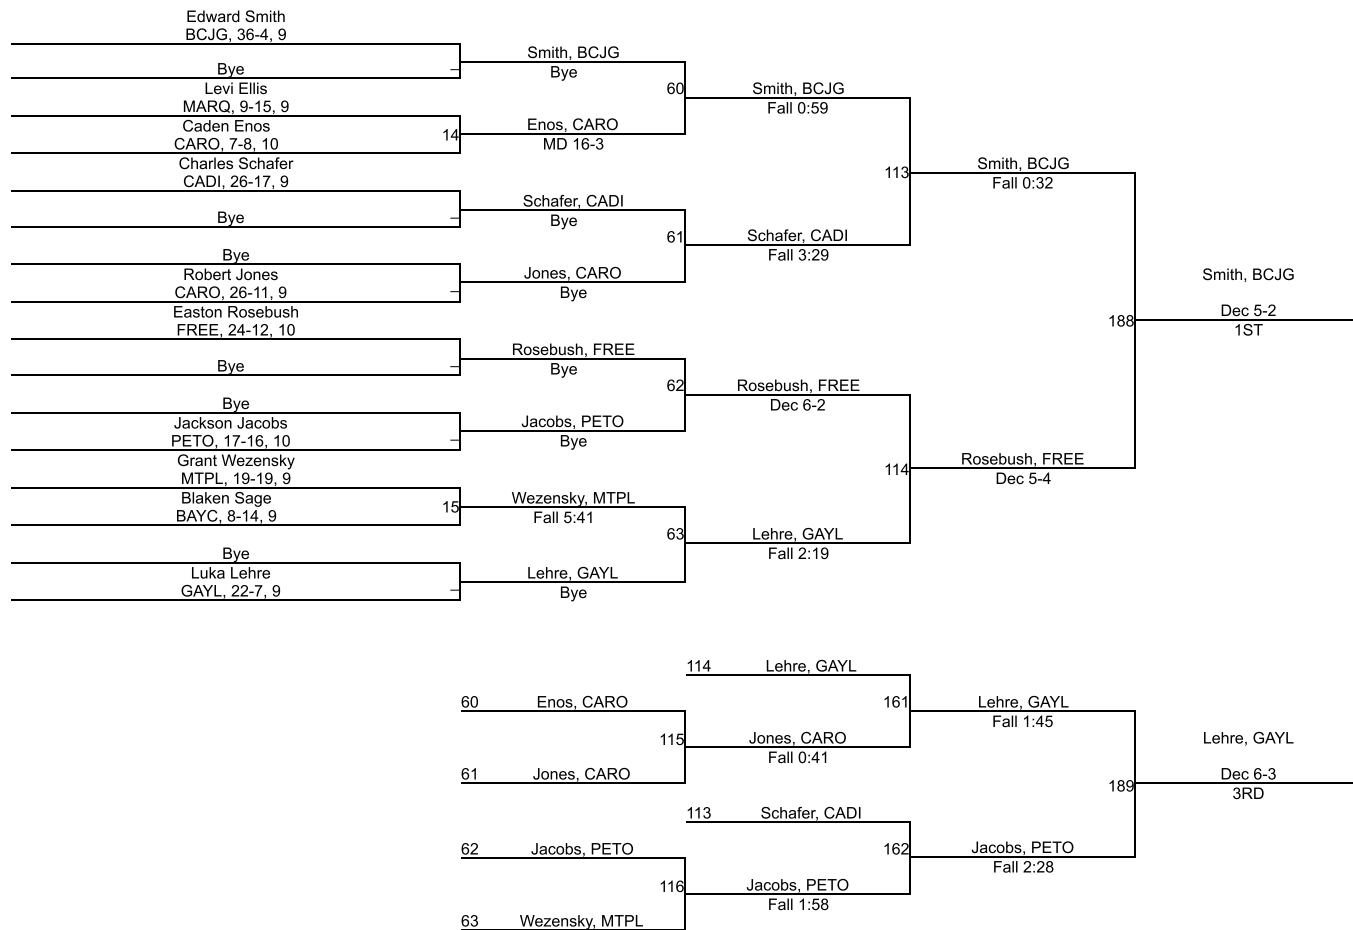 Edward Smith
BCJG, 36-4, 9
Bye
Levi Ellis
MARQ, 9-15, 9
Caden Enos
CARO, 7-8, 10
Charles Schafer
CADI, 26-17, 9
Bye
Bye
Robert Jones
CARO, 26-11, 9
Easton Rosebush
FREE, 24-12, 10
Bye
Bye
Jackson Jacobs
PETO, 17-16, 10
Grant Wezensky
MTPL, 19-19, 9
Blaken Sage
BAYC, 8-14, 9
Bye
Luka Lehre
GAYL, 22-7, 9
14
15
Smith, BCJG
Bye
Enos, CARO
MD 16-3
Schafer, CADI
Bye
Jones, CARO
Bye
Rosebush, FREE
Bye
Jacobs, PETO
Bye
Wezensky, MTPL
Fall 5:41
Lehre, GAYL
Bye
60
61
62
63
Smith, BCJG
Fall 0:59
Schafer, CADI
Fall 3:29
Rosebush, FREE
Dec 6-2
Lehre, GAYL
Fall 2:19
113
114
Smith, BCJG
Fall 0:32
Rosebush, FREE
Dec 5-4
188
Smith, BCJG
Dec 5-2
1ST
60 Enos, CARO
61 Jones, CARO
62 Jacobs, PETO
63 Wezensky, MTPL
115
116
114 Lehre, GAYL
Jones, CARO
Fall 0:41
113 Schafer, CADI
Jacobs, PETO
Fall 1:58
161
162
Lehre, GAYL
Fall 1:45
Jacobs, PETO
Fall 2:28
189
Lehre, GAYL
Dec 6-3
3RD